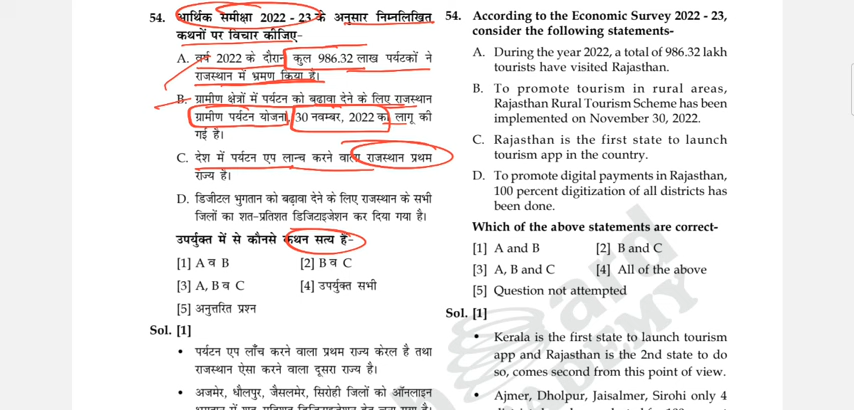 54. आर्थिक समीक्षा 2022 - 23 के अनुसार निम्नलिखित
कथनों पर विचार कीजिए-
A. वर्ष 2022 के दौरान कुल 986.32 लाख पर्यटकों ने
राजस्थान में भ्रमण किया है।
B. ग्रामीण क्षेत्रों में पर्यटन को बढ़ावा देने के लिए राजस्थान
ग्रामीण पर्यटन योजना, 30 नवम्बर, 2022 को लागू की
गई है।
C. देश में पर्यटन एप लान्च करने वाला राजस्थान प्रथम
राज्य है।
D. डिजीटल भुगतान को बढ़ावा देने के लिए राजस्थान के सभी
जिलों का शत-प्रतिशत डिजिटाइजेशन कर दिया गया है।
उपर्युक्त में से कौनसे कथन सत्य हैं-
[1] A व B [2] B व C
[3] A, B व C [4] उपर्युक्त सभी
[5] अनुत्तरित प्रश्न
Sol. [1]
• पर्यटन एप लाँच करने वाला प्रथम राज्य केरल है तथा
राजस्थान ऐसा करने वाला दूसरा राज्य है।
• अजमेर, धौलपुर, जैसलमेर, सिरोही जिलों को ऑनलाइन
54. According to the Economic Survey 2022 - 23,
consider the following statements-
A. During the year 2022, a total of 986.32 lakh
tourists have visited Rajasthan.
B. To promote tourism in rural areas,
Rajasthan Rural Tourism Scheme has been
implemented on November 30, 2022.
C. Rajasthan is the first state to launch
tourism app in the country.
D. To promote digital payments in Rajasthan,
100 percent digitization of all districts has
been done.
Which of the above statements are correct-
[1] A and B [2] B and C
[3] A, B and C [4] All of the above
[5] Question not attempted
Sol. [1]
• Kerala is the first state to launch tourism
app and Rajasthan is the 2nd state to do
so, comes second from this point of view.
• Ajmer, Dholpur, Jaisalmer, Sirohi only 4